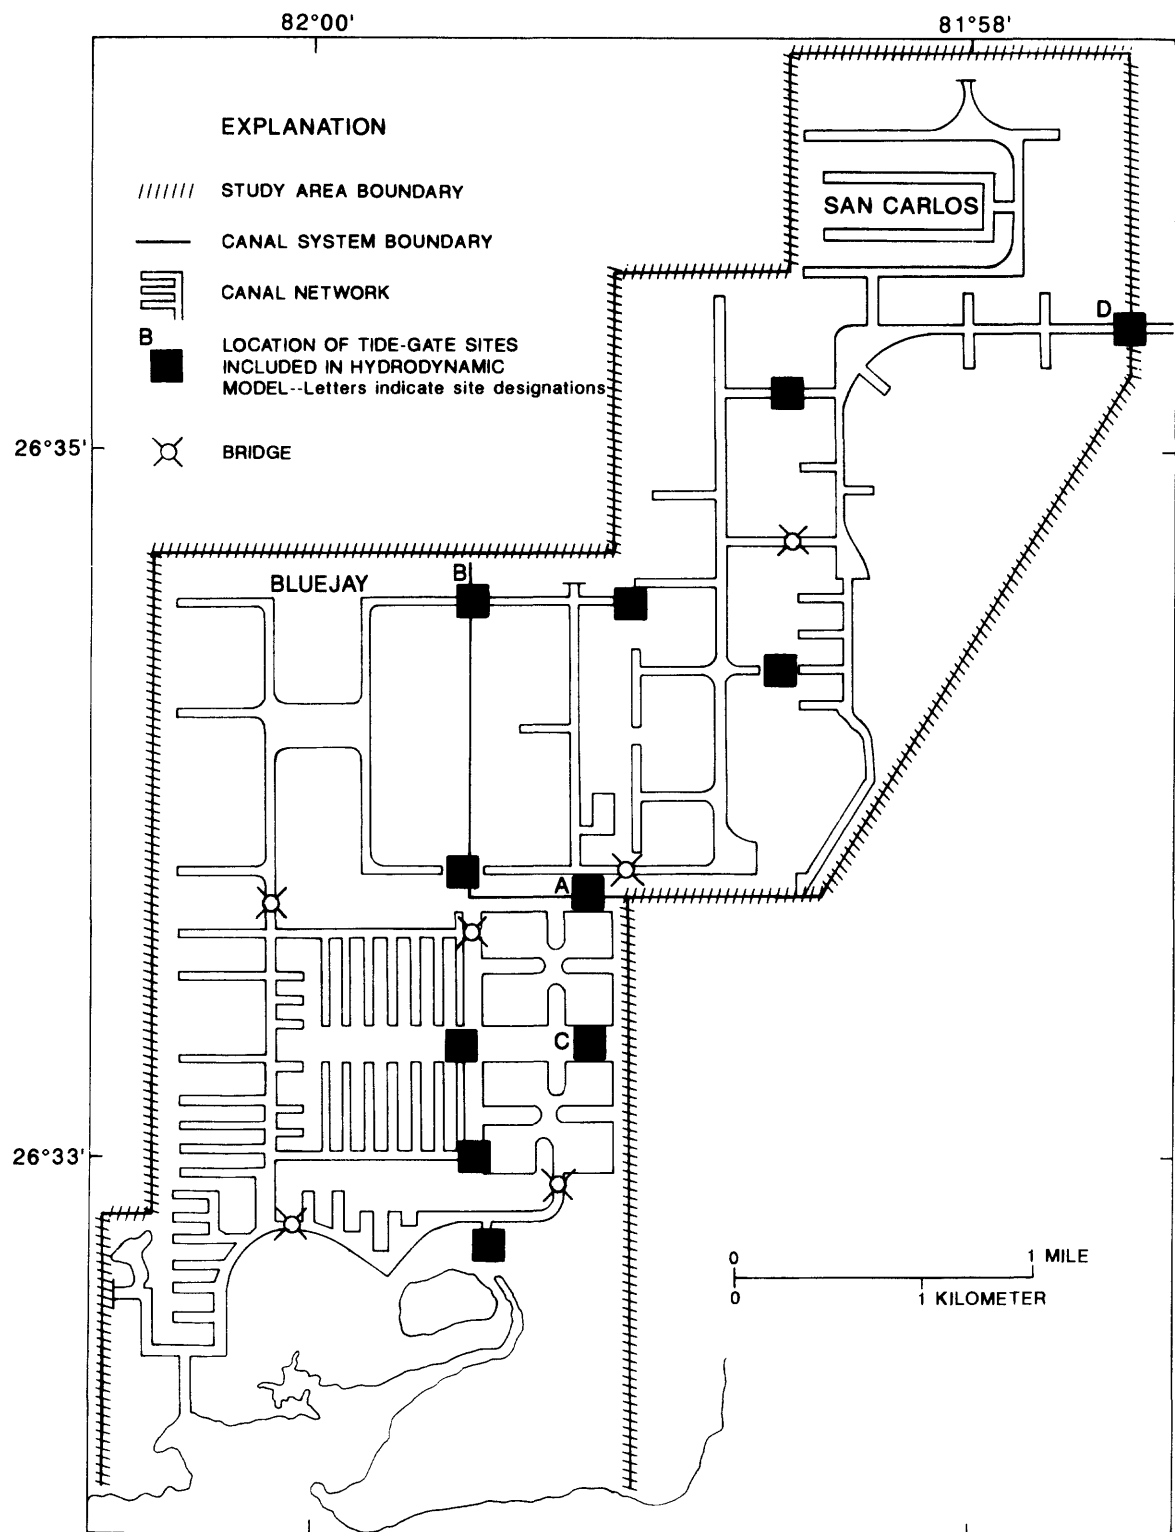 82°00'
81°58'
EXPLANATION
STUDY AREA BOUNDARY
CANAL SYSTEM BOUNDARY
CANAL NETWORK
B
LOCATION OF TIDE-GATE SITES
INCLUDED IN HYDRODYNAMIC
MODEL--Letters indicate site designations
BRIDGE
SAN CARLOS
D
26°35'
BLUEJAY
B
A
C
26°33'
0 1 MILE
0 1 KILOMETER